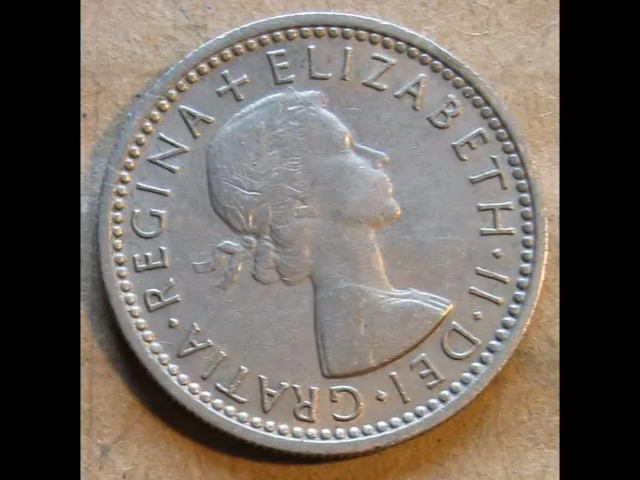 + ELIZABETH · II · DEI · GRATIA · REGINA